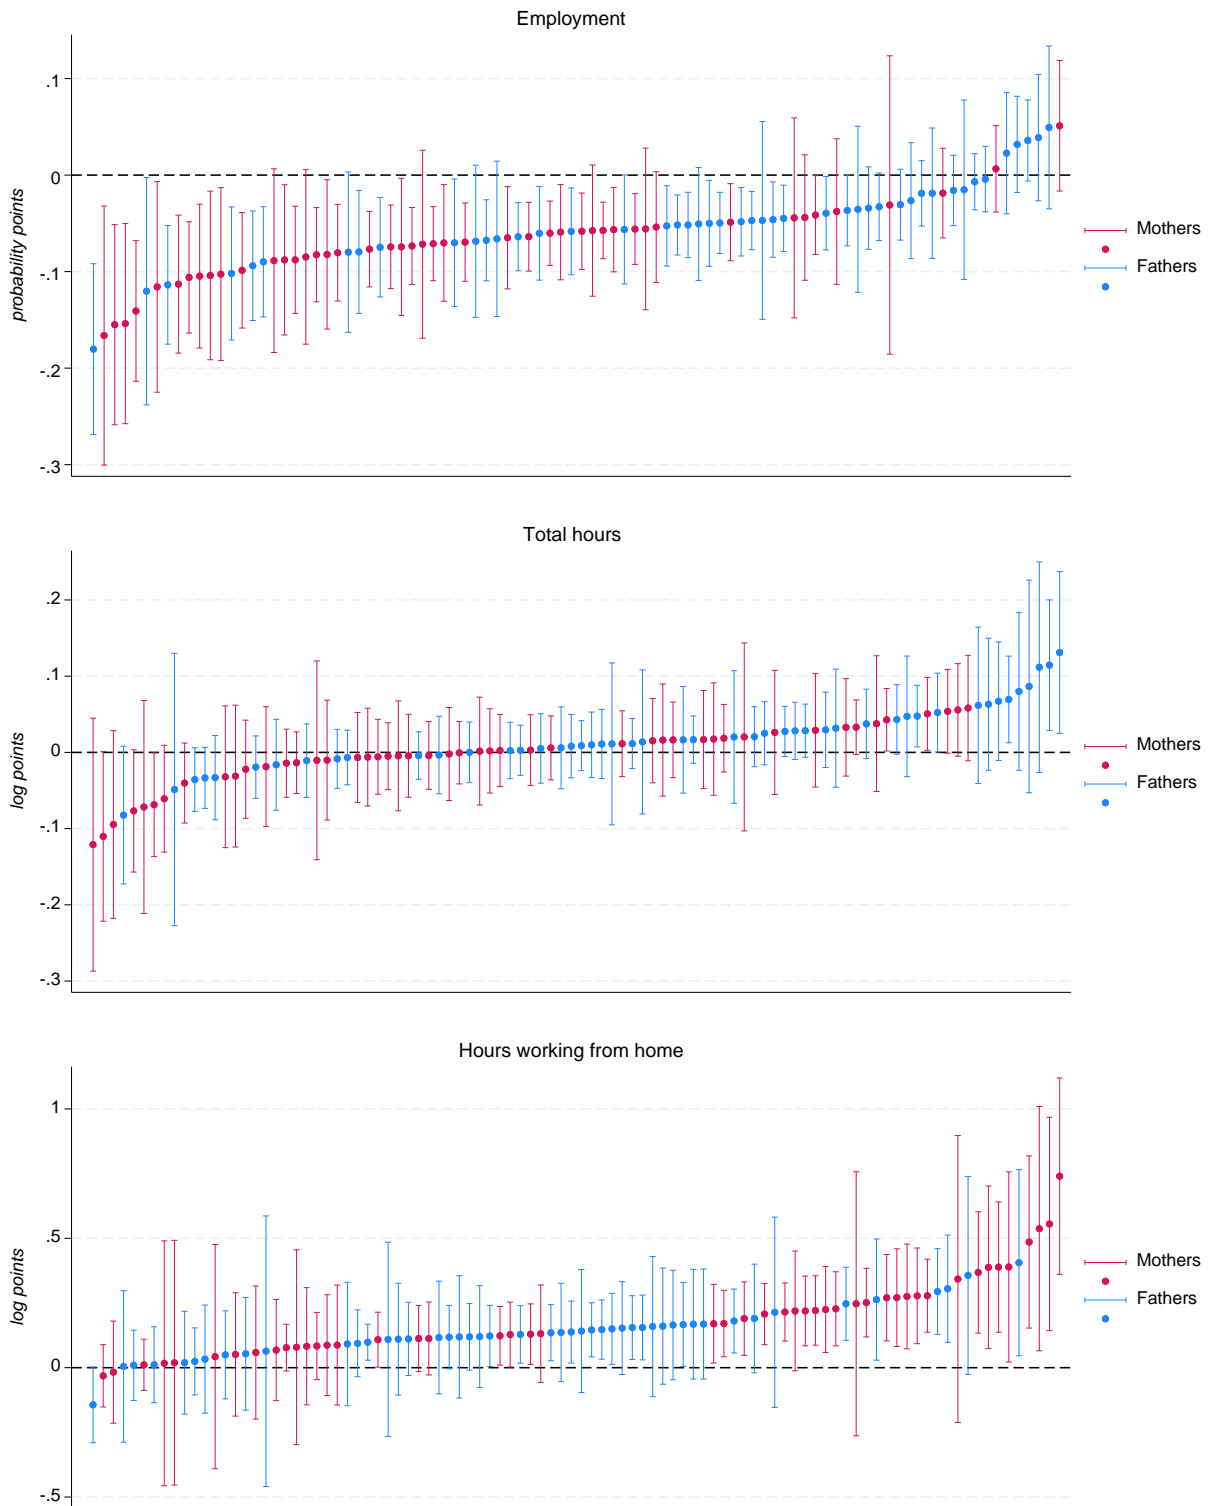 Employment
probability points
.1
0
-.1
-.2
-.3
Mothers
Fathers
Total hours
log points
.2
.1
0
-.1
-.2
-.3
Mothers
Fathers
Hours working from home
log points
1
.5
0
-.5
Mothers
Fathers